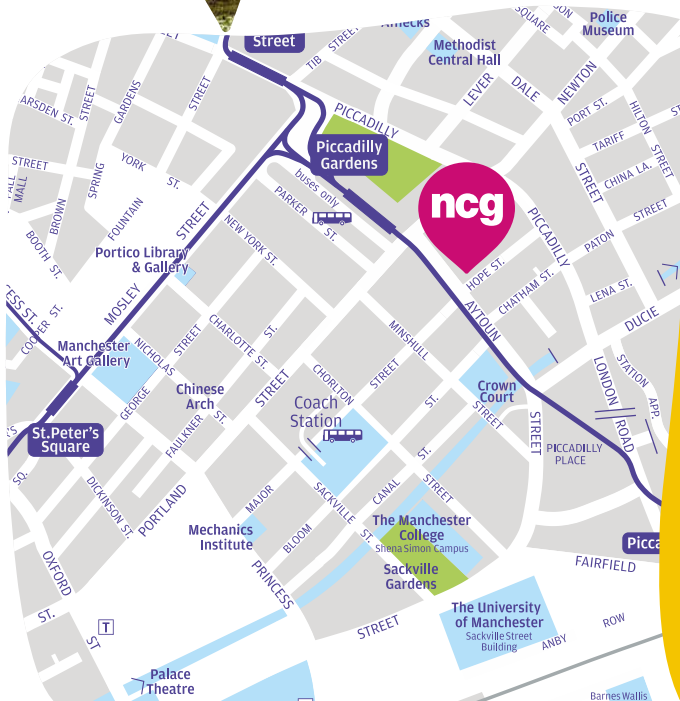 Street
TIB STREET
Methodist
Central Hall
SQUARE
Police
Museum
LEVER
DALE
NEWTON
PORT ST.
HILTON
STREET
TARIFF
CHINA LA.
STREET
STREET
PICCADILLY
Piccadilly
Gardens
ncg
buses only
PARKER
ST.
ARSDEN ST.
STREET
GARDENS
STREET
STREET
YORK
ST.
MALL
SPRING
BROWN
FOUNTAIN
BOOTH ST.
STREET
MOSLEY
NEW YORK ST.
Portico Library
& Gallery
HOPE ST.
PICCADILLY
CHATHAM ST.
PATON
LENA ST.
DUCIE
AYTOUN
STREET
LONDON
ROAD
STATION
APP.
PICCADILLY
PLACE
COOPER ST.
Manchester
Art Gallery
NICHOLAS
STREET
CHARLOTTE ST.
ST.
GEORGE
Chinese
Arch
FAULKNER
ST.
STREET
MINSHULL
STREET
CHORLTON
Coach
Station
ST.
STREET
Crown
Court
St.Peter's
Square
SQ.
DICKINSON ST.
PORTLAND
MAJOR
BLOOM
SACKVILLE
ST.
CANAL
ST.
STREET
Mechanics
Institute
The Manchester
College
Shena Simon Campus
Sackville
Gardens
PRINCESS
STREET
OXFORD
ST.
ST
T
FAIRFIELD
The University
of Manchester
Sackville Street
Building
ROW
Palace
Theatre
Barnes Wallis